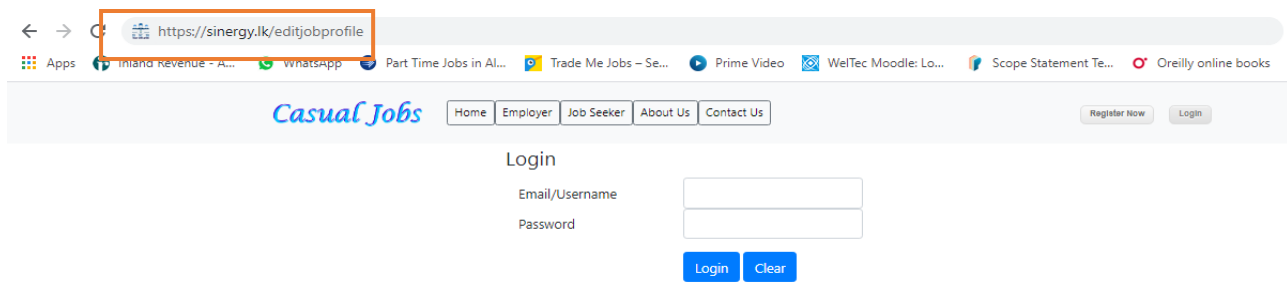 https://sinergy.lk/editjobprofile
Apps Inland Revenue - A... WhatsApp Part Time Jobs in Al... Trade Me Jobs – Se... Prime Video WelTec Moodle: Lo... Scope Statement Te... Oreilly online books
Casual Jobs Home Employer Job Seeker About Us Contact Us Register Now Login
Login
Email/Username
Password
Login Clear